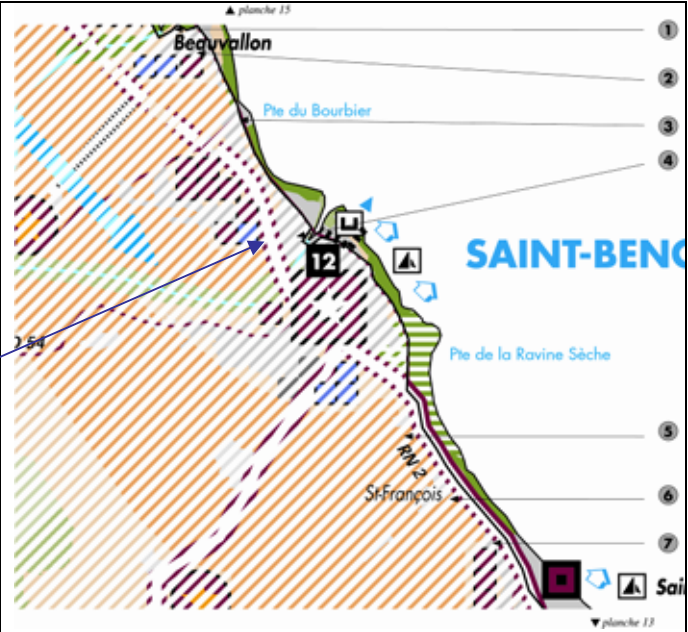 ▲ planche 15
1
Beauvallon
2
Pte du Bourbier
3
4
SAINT-BENO
12
D 54
Pte de la Ravine Sèche
5
RN 2
St-François
6
7
Sai
▼ planche 13